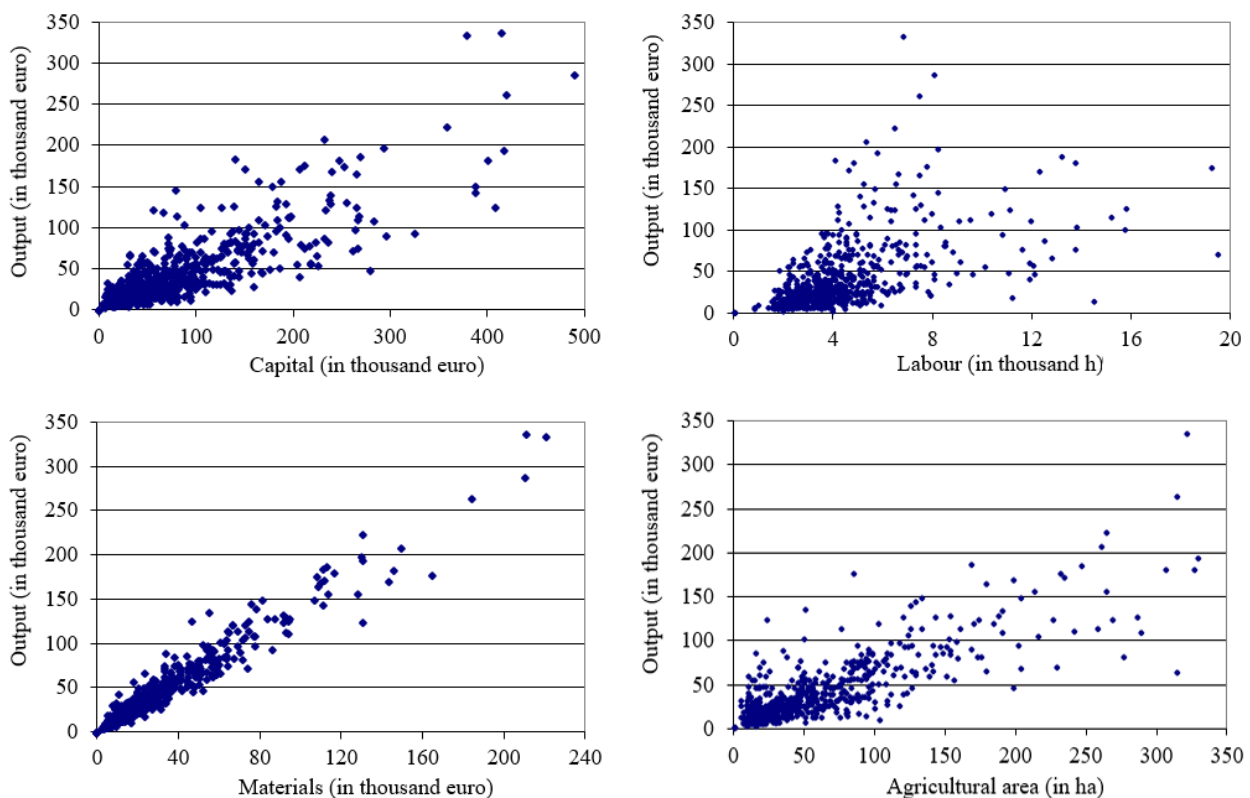 Output (in thousand euro)
350
300
250
200
150
100
50
0
0 100 200 300 400 500
Capital (in thousand euro)
Output (in thousand euro)
350
300
250
200
150
100
50
0
0 4 8 12 16 20
Labour (in thousand h)
Output (in thousand euro)
350
300
250
200
150
100
50
0
0 40 80 120 160 200 240
Materials (in thousand euro)
Output (in thousand euro)
350
300
250
200
150
100
50
0
0 50 100 150 200 250 300 350
Agricultural area (in ha)